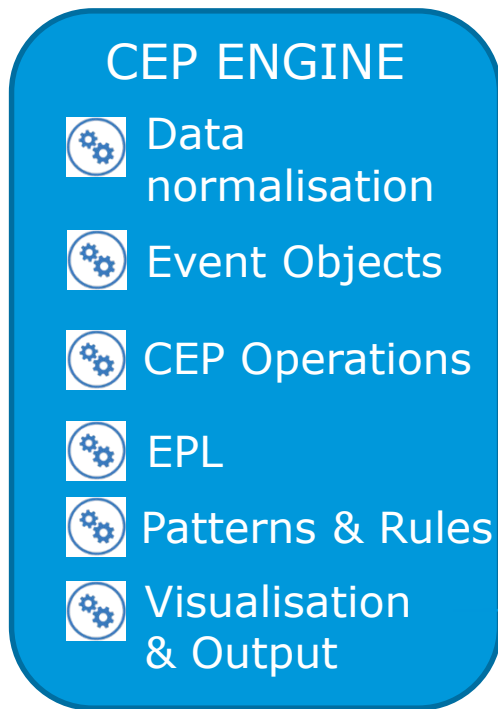 CEP ENGINE
Data
normalisation
Event Objects
CEP Operations
EPL
Patterns & Rules
Visualisation
& Output